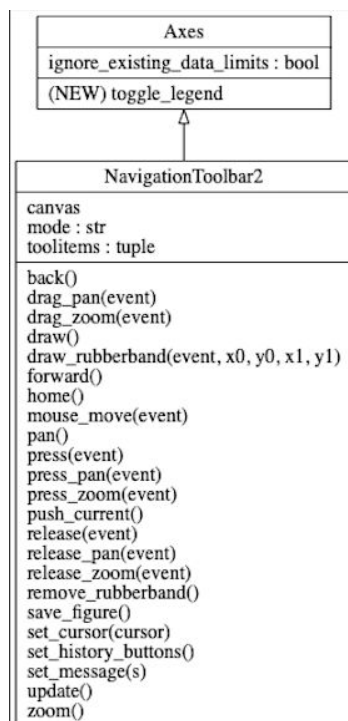 Axes
ignore_existing_data_limits : bool
(NEW) toggle_legend
NavigationToolbar2
canvas
mode : str
toolitems : tuple
back()
drag_pan(event)
drag_zoom(event)
draw()
draw_rubberband(event, x0, y0, x1, y1)
forward()
home()
mouse_move(event)
pan()
press(event)
press_pan(event)
press_zoom(event)
push_current()
release(event)
release_pan(event)
release_zoom(event)
remove_rubberband()
save_figure()
set_cursor(cursor)
set_history_buttons()
set_message(s)
update()
zoom()